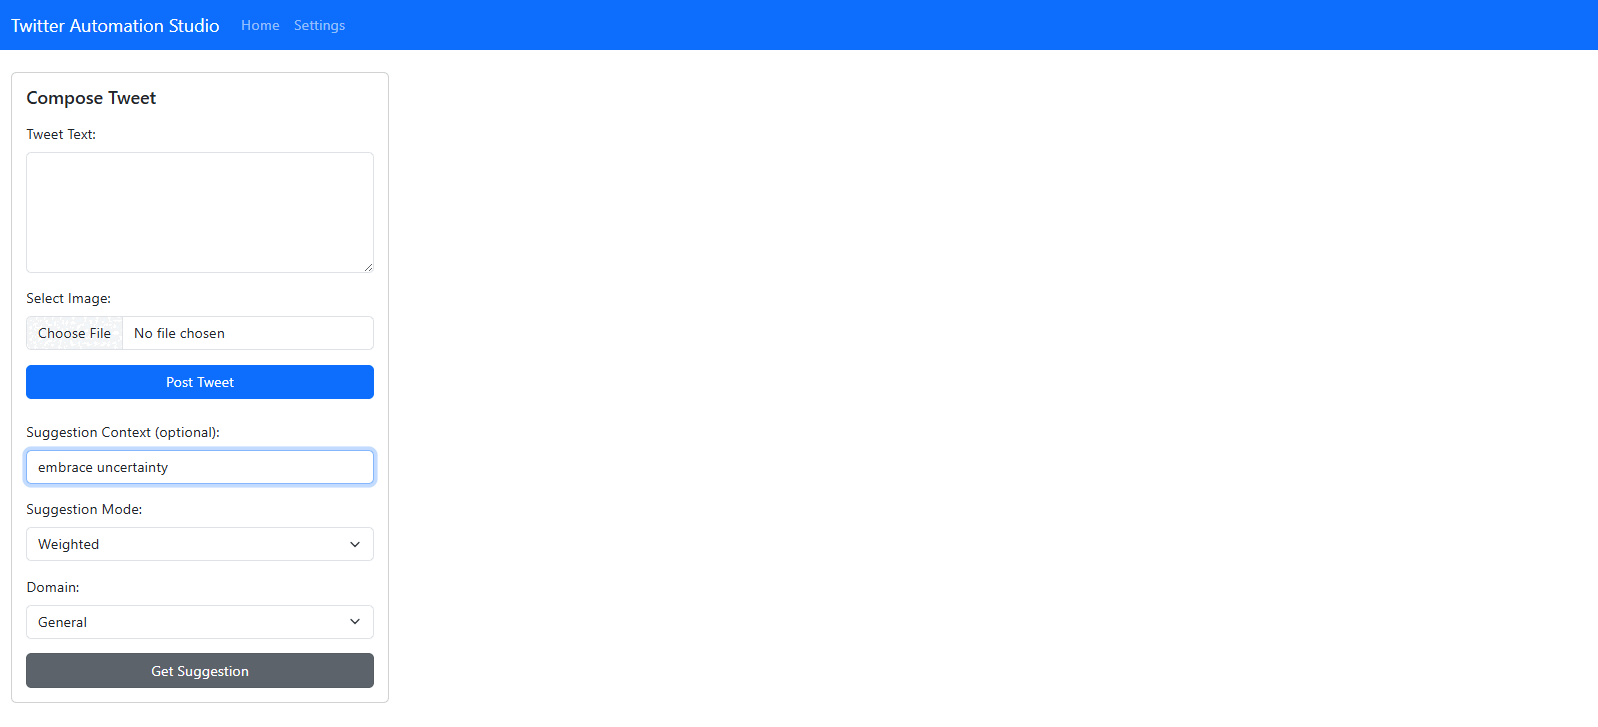 Twitter Automation Studio Home Settings
Compose Tweet
Tweet Text:
Select Image:
Choose File No file chosen
Post Tweet
Suggestion Context (optional):
embrace uncertainty
Suggestion Mode:
Weighted
Domain:
General
Get Suggestion